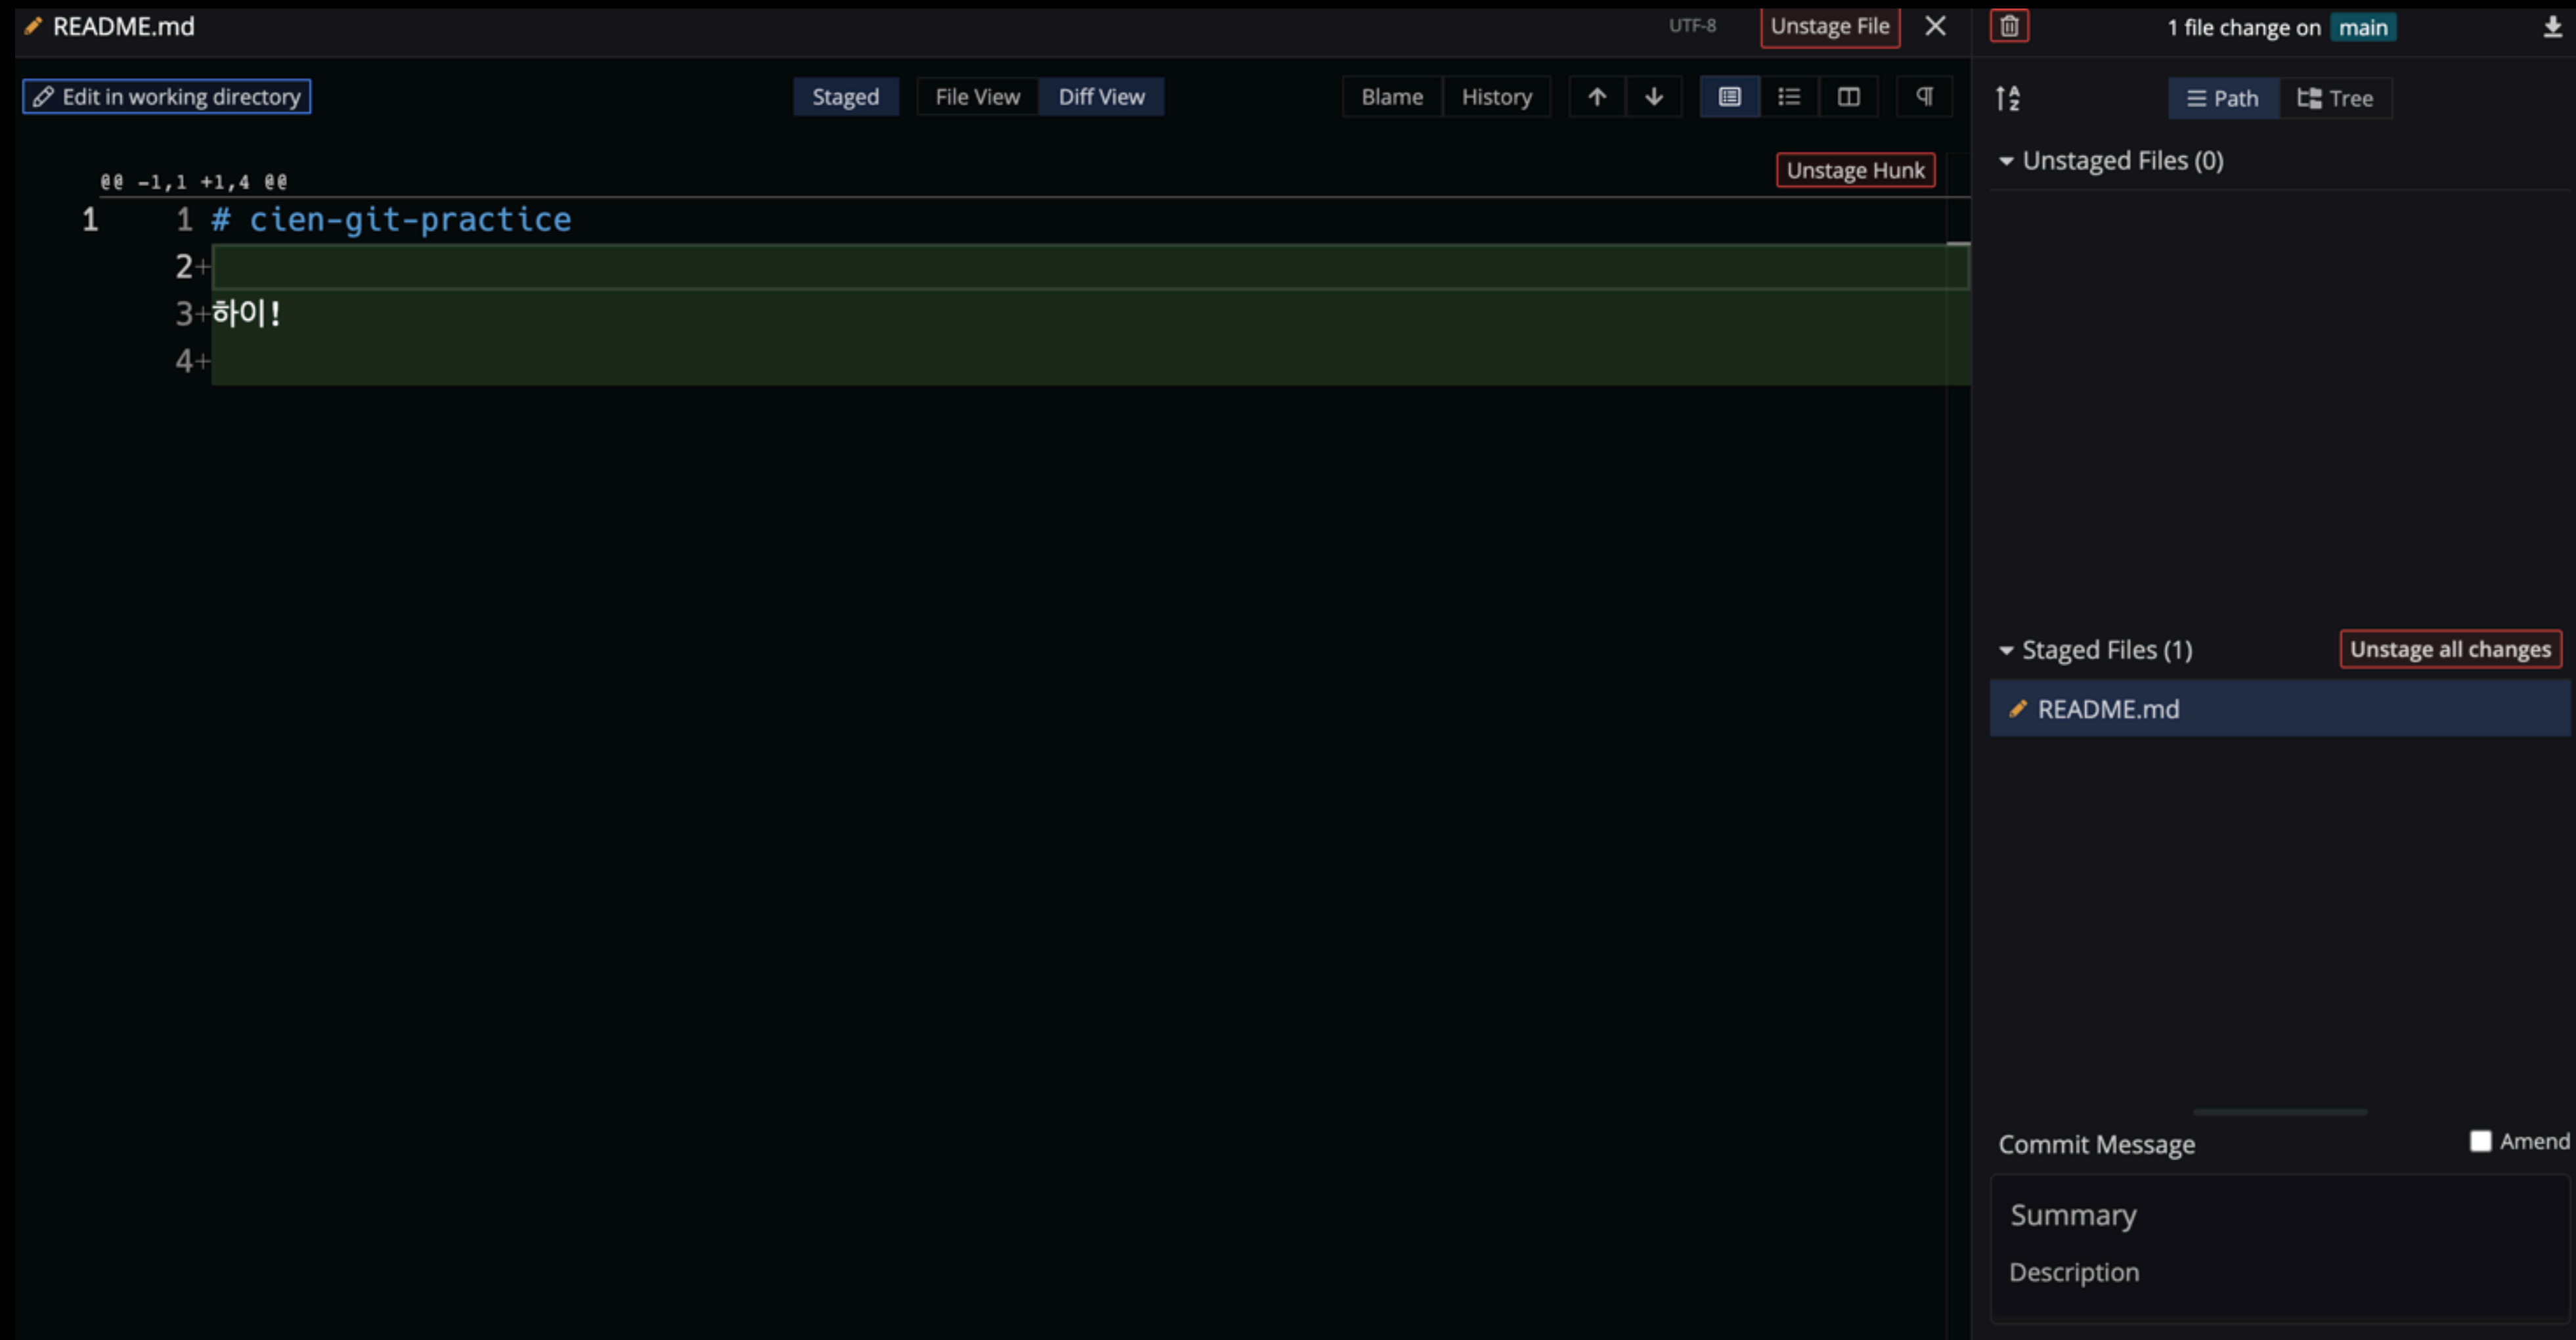 README.md UTF-8 Unstage File 1 file change on main
Edit in working directory Staged File View Diff View Blame History Path Tree
Unstaged Files (0)
@@ -1,1 +1,4 @@ Unstage Hunk
1 1 # cien-git-practice
2+
3+하이!
4+
Staged Files (1) Unstage all changes
README.md
Commit Message Amend
Summary
Description